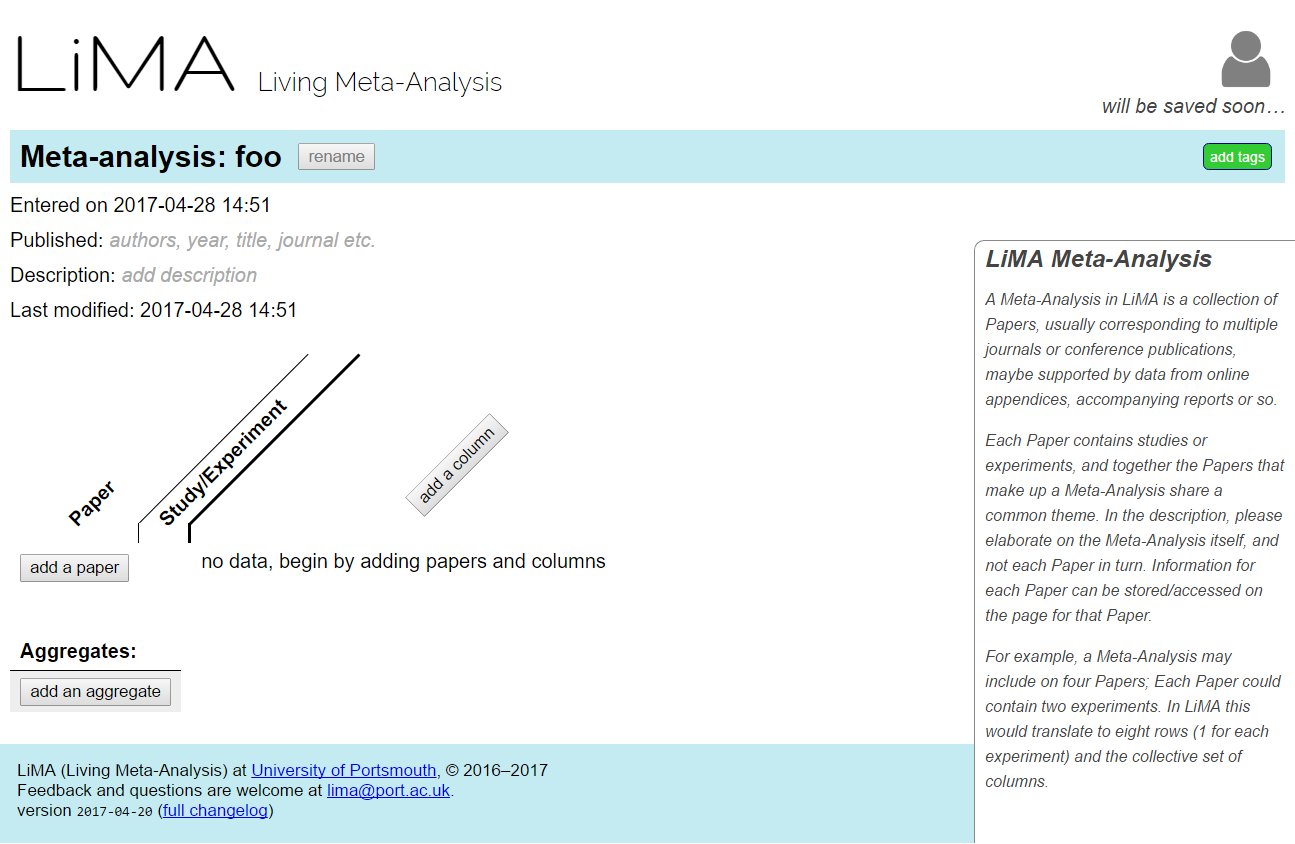 LiMA Living Meta-Analysis
will be saved soon…
Meta-analysis: foo rename add tags
Entered on 2017-04-28 14:51
Published: authors, year, title, journal etc.
Description: add description
Last modified: 2017-04-28 14:51
Paper
Study/Experiment
add a column
add a paper
no data, begin by adding papers and columns
Aggregates:
add an aggregate
LiMA (Living Meta-Analysis) at University of Portsmouth, © 2016–2017
Feedback and questions are welcome at lima@port.ac.uk.
version 2017-04-20 (full changelog)
LiMA Meta-Analysis
A Meta-Analysis in LiMA is a collection of
Papers, usually corresponding to multiple
journals or conference publications,
maybe supported by data from online
appendices, accompanying reports or so.
Each Paper contains studies or
experiments, and together the Papers that
make up a Meta-Analysis share a
common theme. In the description, please
elaborate on the Meta-Analysis itself, and
not each Paper in turn. Information for
each Paper can be stored/accessed on
the page for that Paper.
For example, a Meta-Analysis may
include on four Papers; Each Paper could
contain two experiments. In LiMA this
would translate to eight rows (1 for each
experiment) and the collective set of
columns.